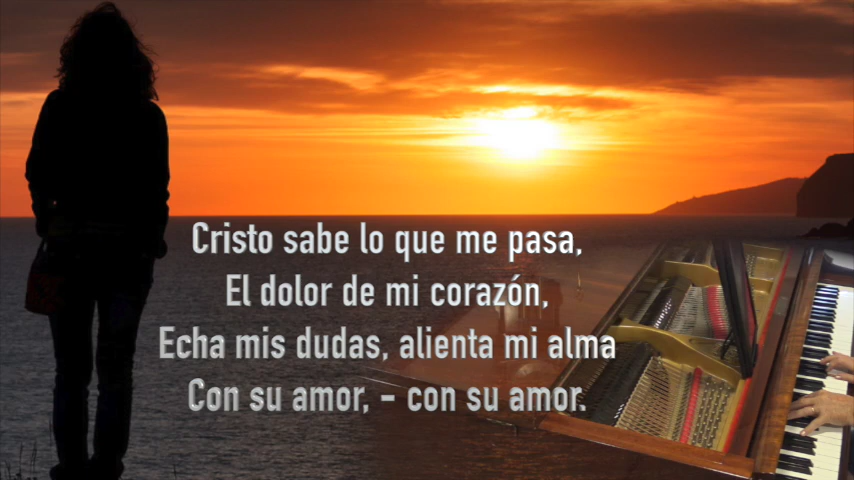 Cristo sabe lo que me pasa,
El dolor de mi corazón,
Echa mis dudas, alienta mi alma
Con su amor, - con su amor.